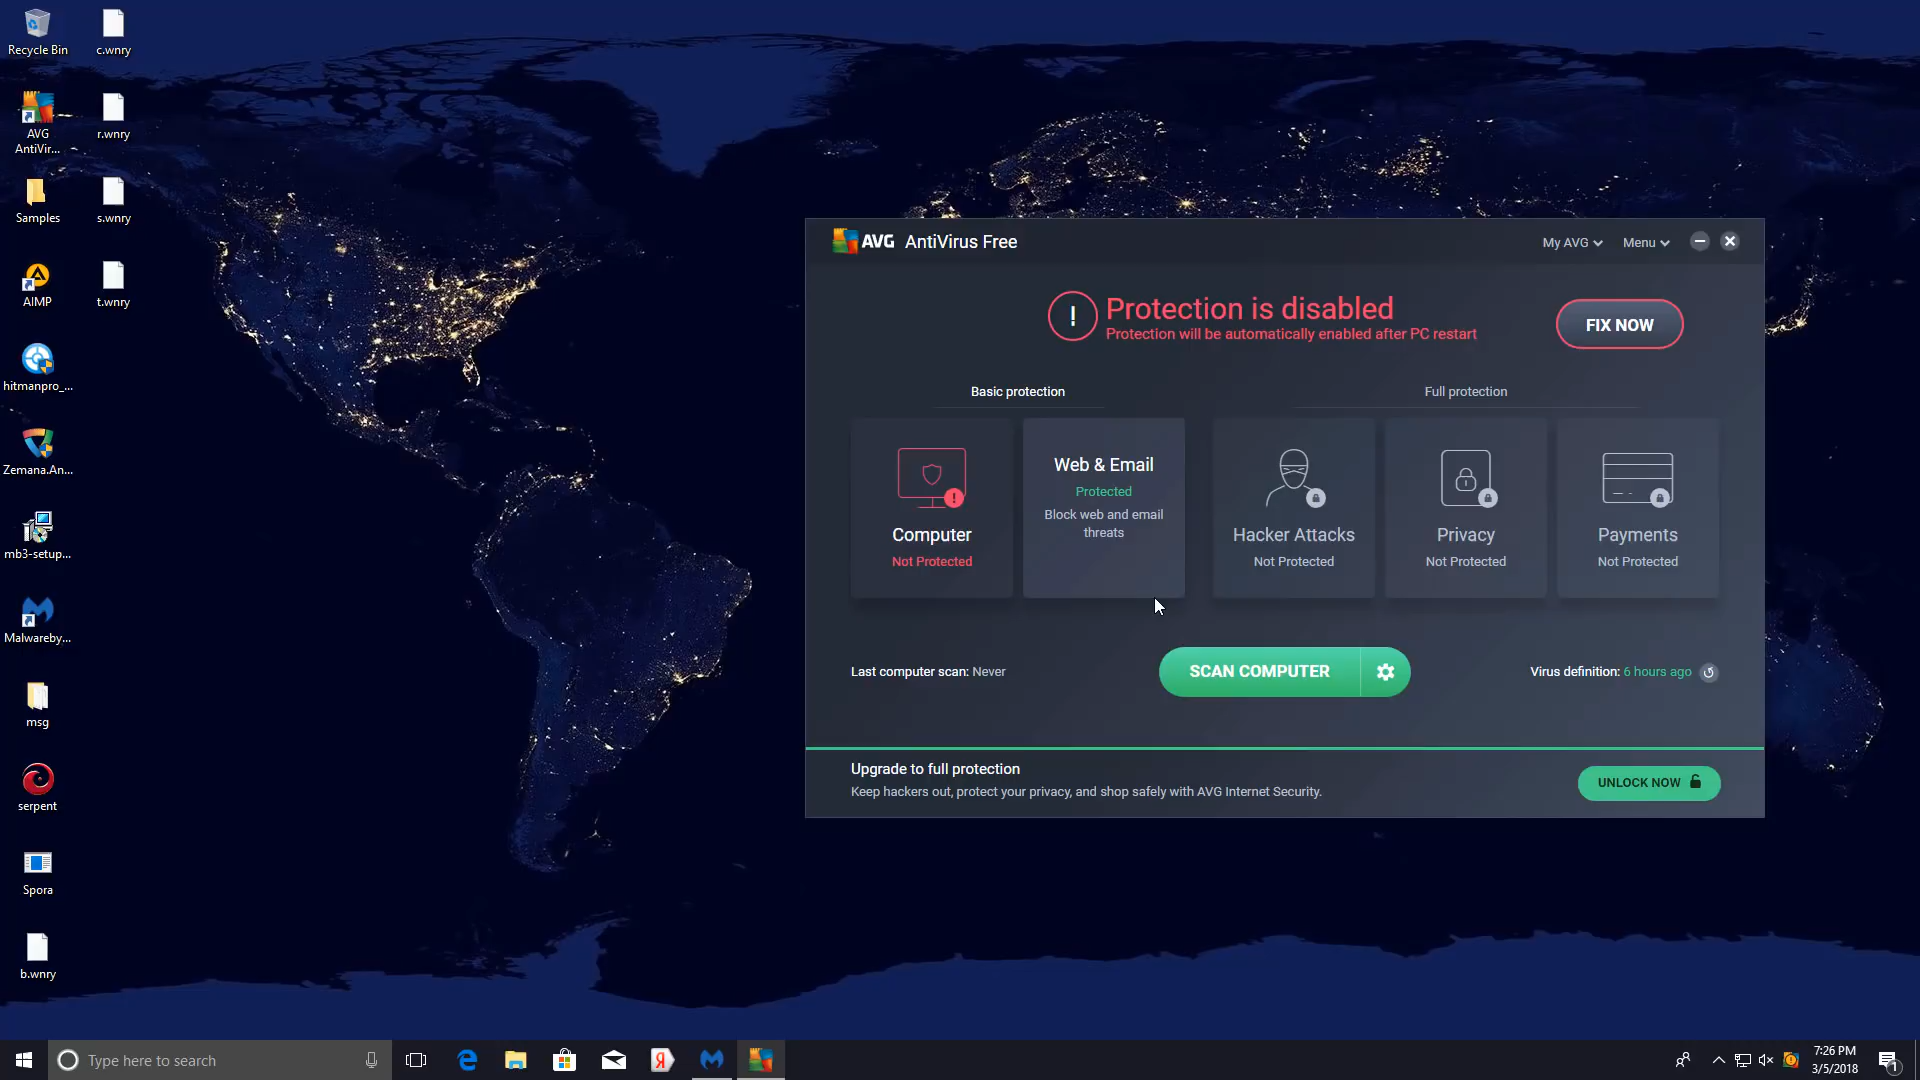 Recycle Bin
c.wnry
AVG
AntiVir...
r.wnry
Samples
s.wnry
AIMP
t.wnry
hitmanpro_...
Zemana.An...
mb3-setup...
Malwareby...
msg
serpent
Spora
b.wnry
AVG AntiVirus Free
My AVG
Menu
! Protection is disabled
Protection will be automatically enabled after PC restart
FIX NOW
Basic protection
Full protection
Computer
Not Protected
Web & Email
Protected
Block web and email
threats
Hacker Attacks
Not Protected
Privacy
Not Protected
Payments
Not Protected
Last computer scan: Never
SCAN COMPUTER
Virus definition: 6 hours ago
Upgrade to full protection
Keep hackers out, protect your privacy, and shop safely with AVG Internet Security.
UNLOCK NOW
Type here to search
Я
7:26 PM
3/5/2018
1